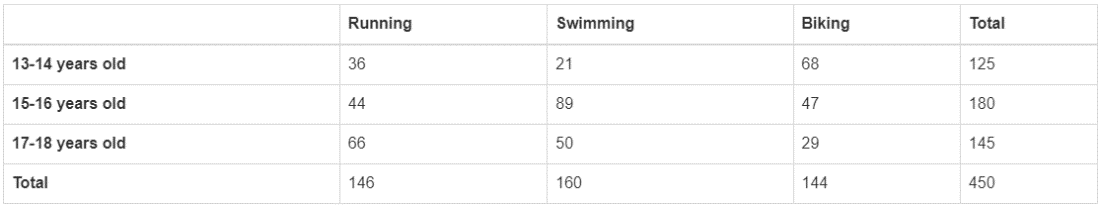 Running Swimming Biking Total
13-14 years old 36 21 68 125
15-16 years old 44 89 47 180
17-18 years old 66 50 29 145
Total 146 160 144 450